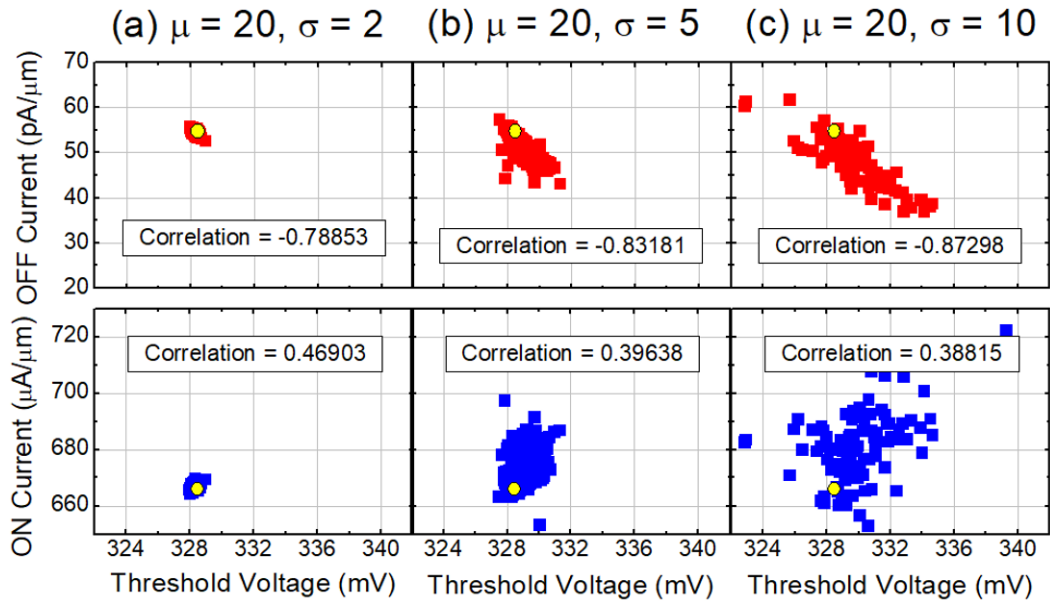 (a) μ = 20, σ = 2
(b) μ = 20, σ = 5
(c) μ = 20, σ = 10
OFF Current (pA/μm)
70
60
50
40
30
20
Correlation = -0.78853
Correlation = -0.83181
Correlation = -0.87298
ON Current (μA/μm)
720
700
680
660
Correlation = 0.46903
Correlation = 0.39638
Correlation = 0.38815
324 328 332 336 340
324 328 332 336 340
324 328 332 336 340
Threshold Voltage (mV)
Threshold Voltage (mV)
Threshold Voltage (mV)